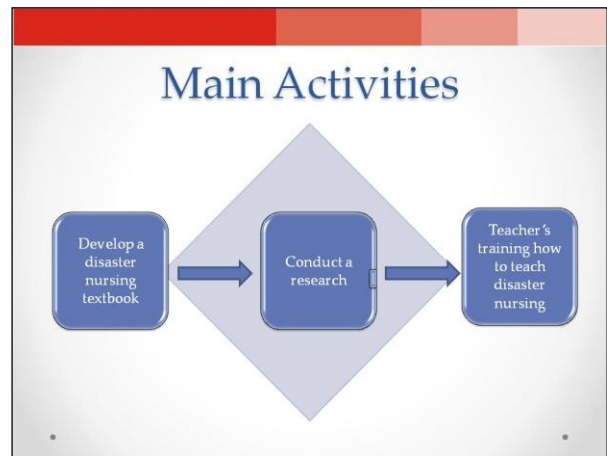 Main Activities
Develop a
disaster
nursing
textbook
Conduct a
research
Teacher's
training how
to teach
disaster
nursing